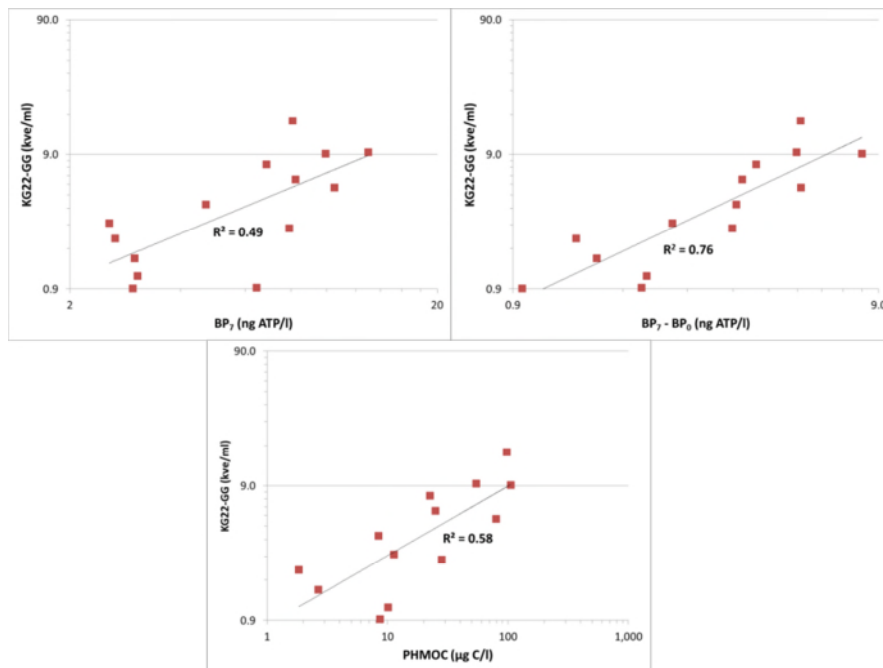 90.0
9.0
0.9
KG22-GG (kve/ml)
R² = 0.49
2
20
BP₇ (ng ATP/l)
90.0
9.0
0.9
KG22-GG (kve/ml)
R² = 0.76
0.9
9.0
BP₇ - BP₀ (ng ATP/l)
90.0
9.0
0.9
KG22-GG (kve/ml)
R² = 0.58
1
10
100
1,000
PHMOC (µg C/l)